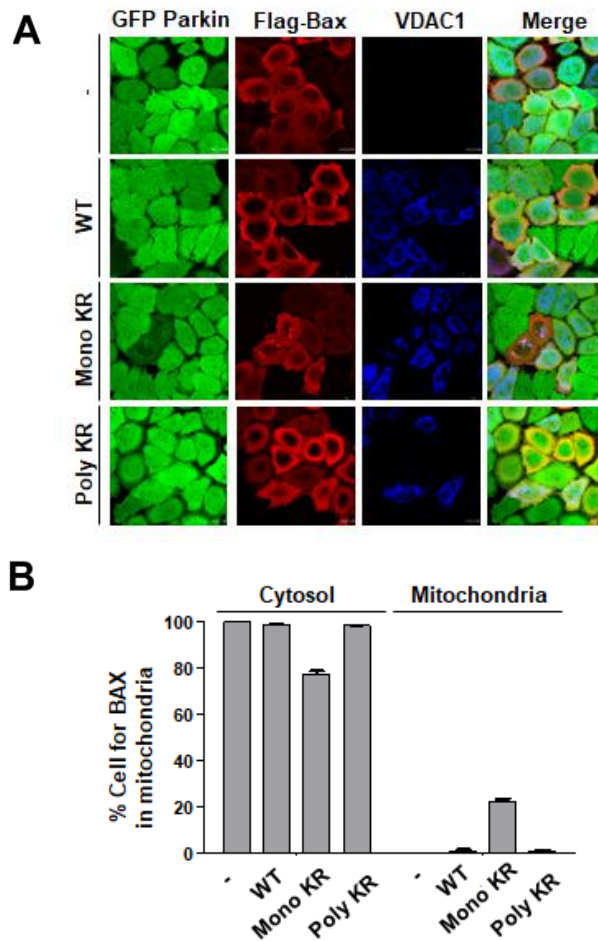 A
GFP Parkin Flag-Bax VDAC1 Merge
-
WT
Mono KR
Poly KR
B
Cytosol Mitochondria
% Cell for BAX
in mitochondria
100
80
60
40
20
0
- WT Mono KR Poly KR - WT Mono KR Poly KR